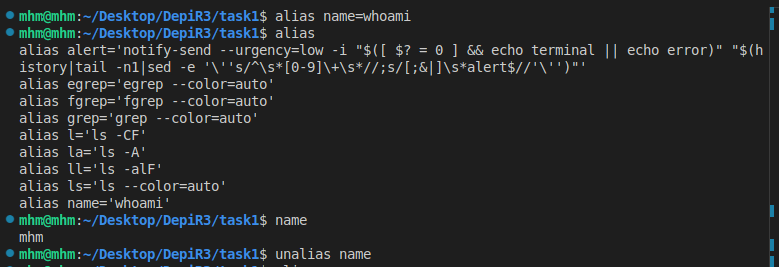 mhm@mhm:~/Desktop/DepiR3/task1$ alias name=whoami
mhm@mhm:~/Desktop/DepiR3/task1$ alias
alias alert='notify-send --urgency=low -i "$([ $? = 0 ] && echo terminal || echo error)" "$(h
istory|tail -n1|sed -e '\''s/^\s*[0-9]\+\s*//;s/[;&|]\s*alert$//'\'')"'
alias egrep='egrep --color=auto'
alias fgrep='fgrep --color=auto'
alias grep='grep --color=auto'
alias l='ls -CF'
alias la='ls -A'
alias ll='ls -alF'
alias ls='ls --color=auto'
alias name='whoami'
mhm@mhm:~/Desktop/DepiR3/task1$ name
mhm
mhm@mhm:~/Desktop/DepiR3/task1$ unalias name